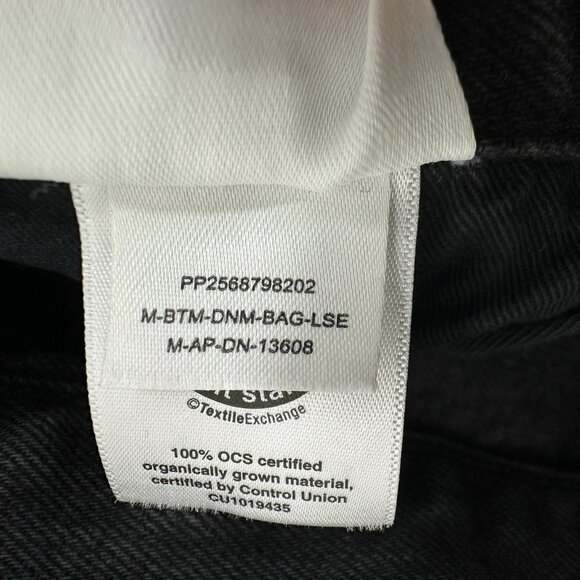 PP2568798202
M-BTM-DNM-BAG-LSE
M-AP-DN-13608
©TextileExchange
100% OCS certified
organically grown material,
certified by Control Union
CU1019435